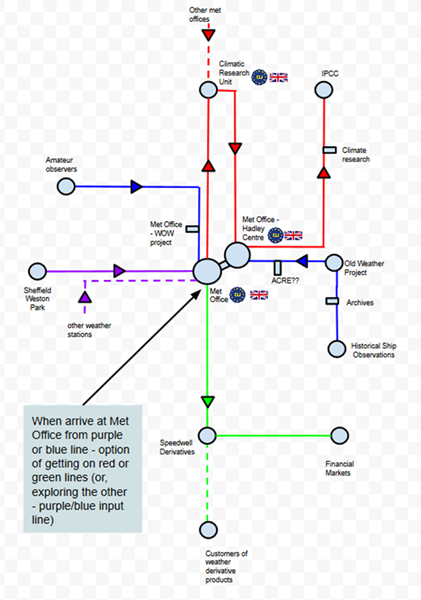 Other met
offices
Climatic
Research
Unit
IPCC
Climate
research
Amateur
observers
Met Office
- WOW
project
Met Office -
Hadley
Centre
Old Weather
Project
ACRE??
Sheffield
Weston
Park
Met
Office
other weather
stations
Archives
Historical Ship
Observations
When arrive at Met
Office from purple
or blue line - option
of getting on red or
green lines (or,
exploring the other
- purple/blue input
line)
Speedwell
Derivatives
Financial
Markets
Customers of
weather
derivative
products